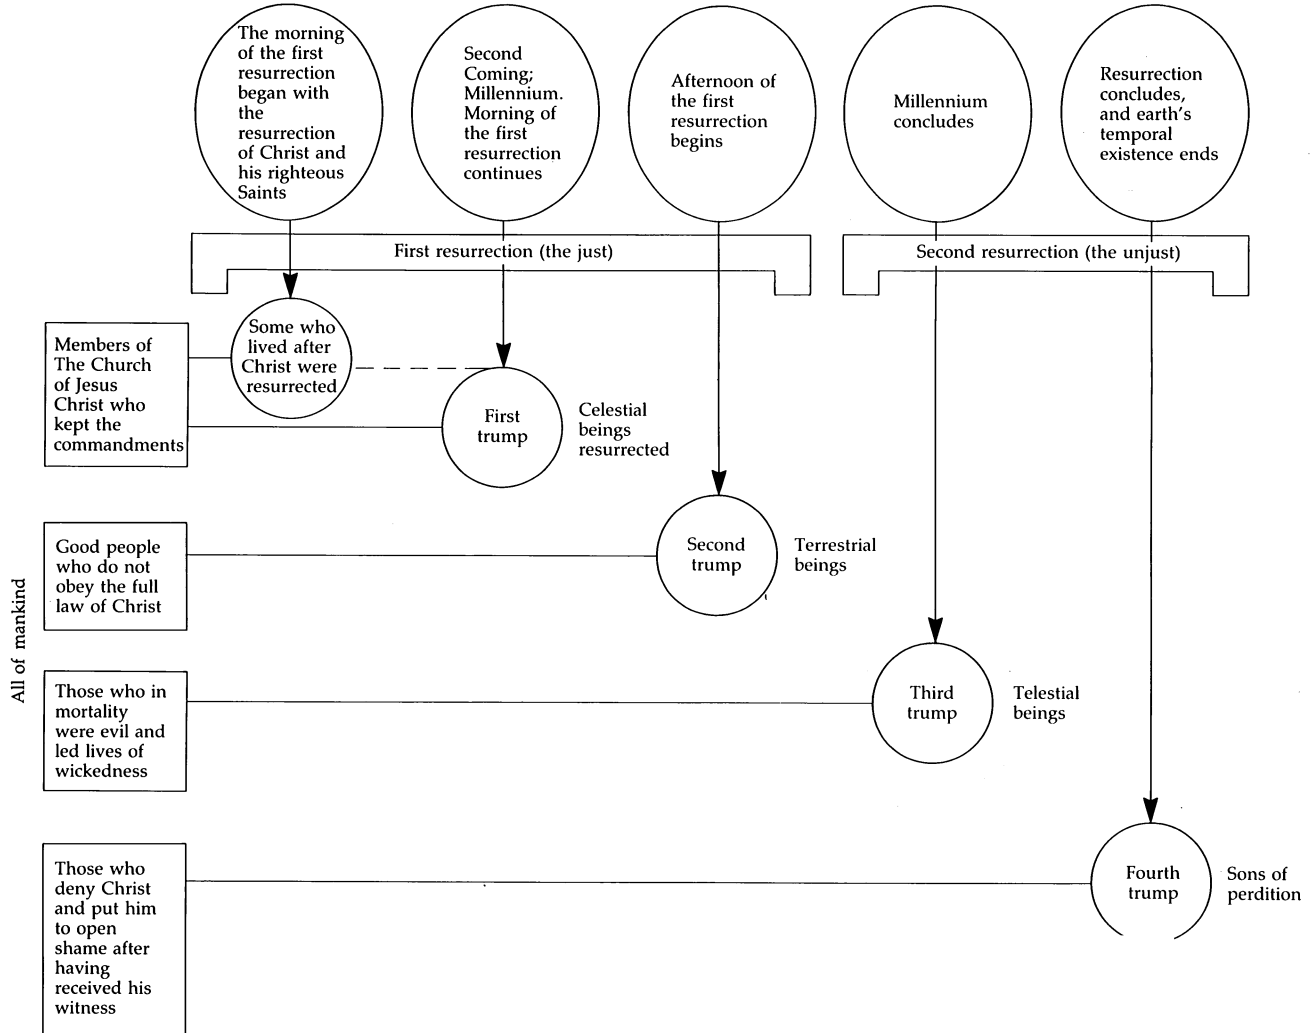 The morning
of the first
resurrection
began with
the
resurrection
of Christ and
his righteous
Saints
Second
Coming;
Millennium.
Morning of
the first
resurrection
continues
Afternoon of
the first
resurrection
begins
Millennium
concludes
Resurrection
concludes,
and earth's
temporal
existence ends
First resurrection (the just)
Second resurrection (the unjust)
Members of
The Church
of Jesus
Christ who
kept the
commandments
Some who
lived after
Christ were
resurrected
First
trump
Celestial
beings
resurrected
All of mankind
Good people
who do not
obey the full
law of Christ
Second
trump
Terrestrial
beings
Those who in
mortality
were evil and
led lives of
wickedness
Third
trump
Telestial
beings
Those who
deny Christ
and put him
to open
shame after
having
received his
witness
Fourth
trump
Sons of
perdition